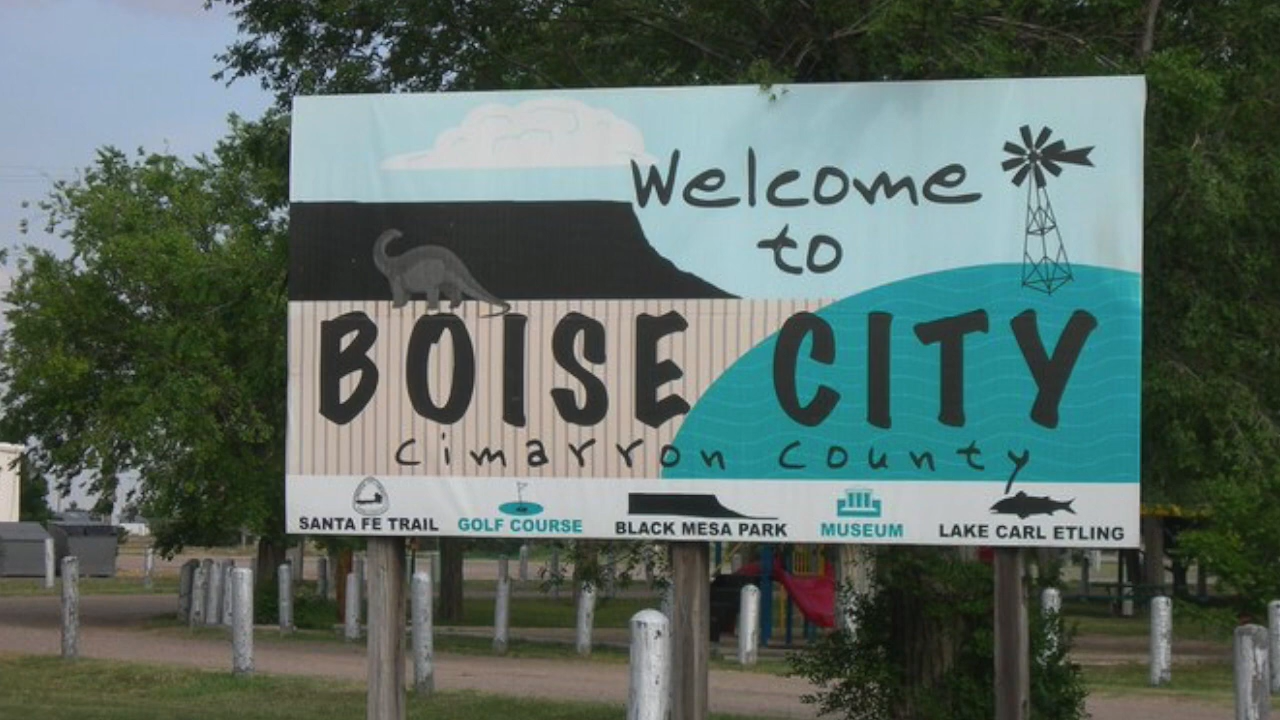 Welcome
to
BOISE CITY
Cimarron County
SANTA FE TRAIL GOLF COURSE BLACK MESA PARK MUSEUM LAKE CARL ETLING